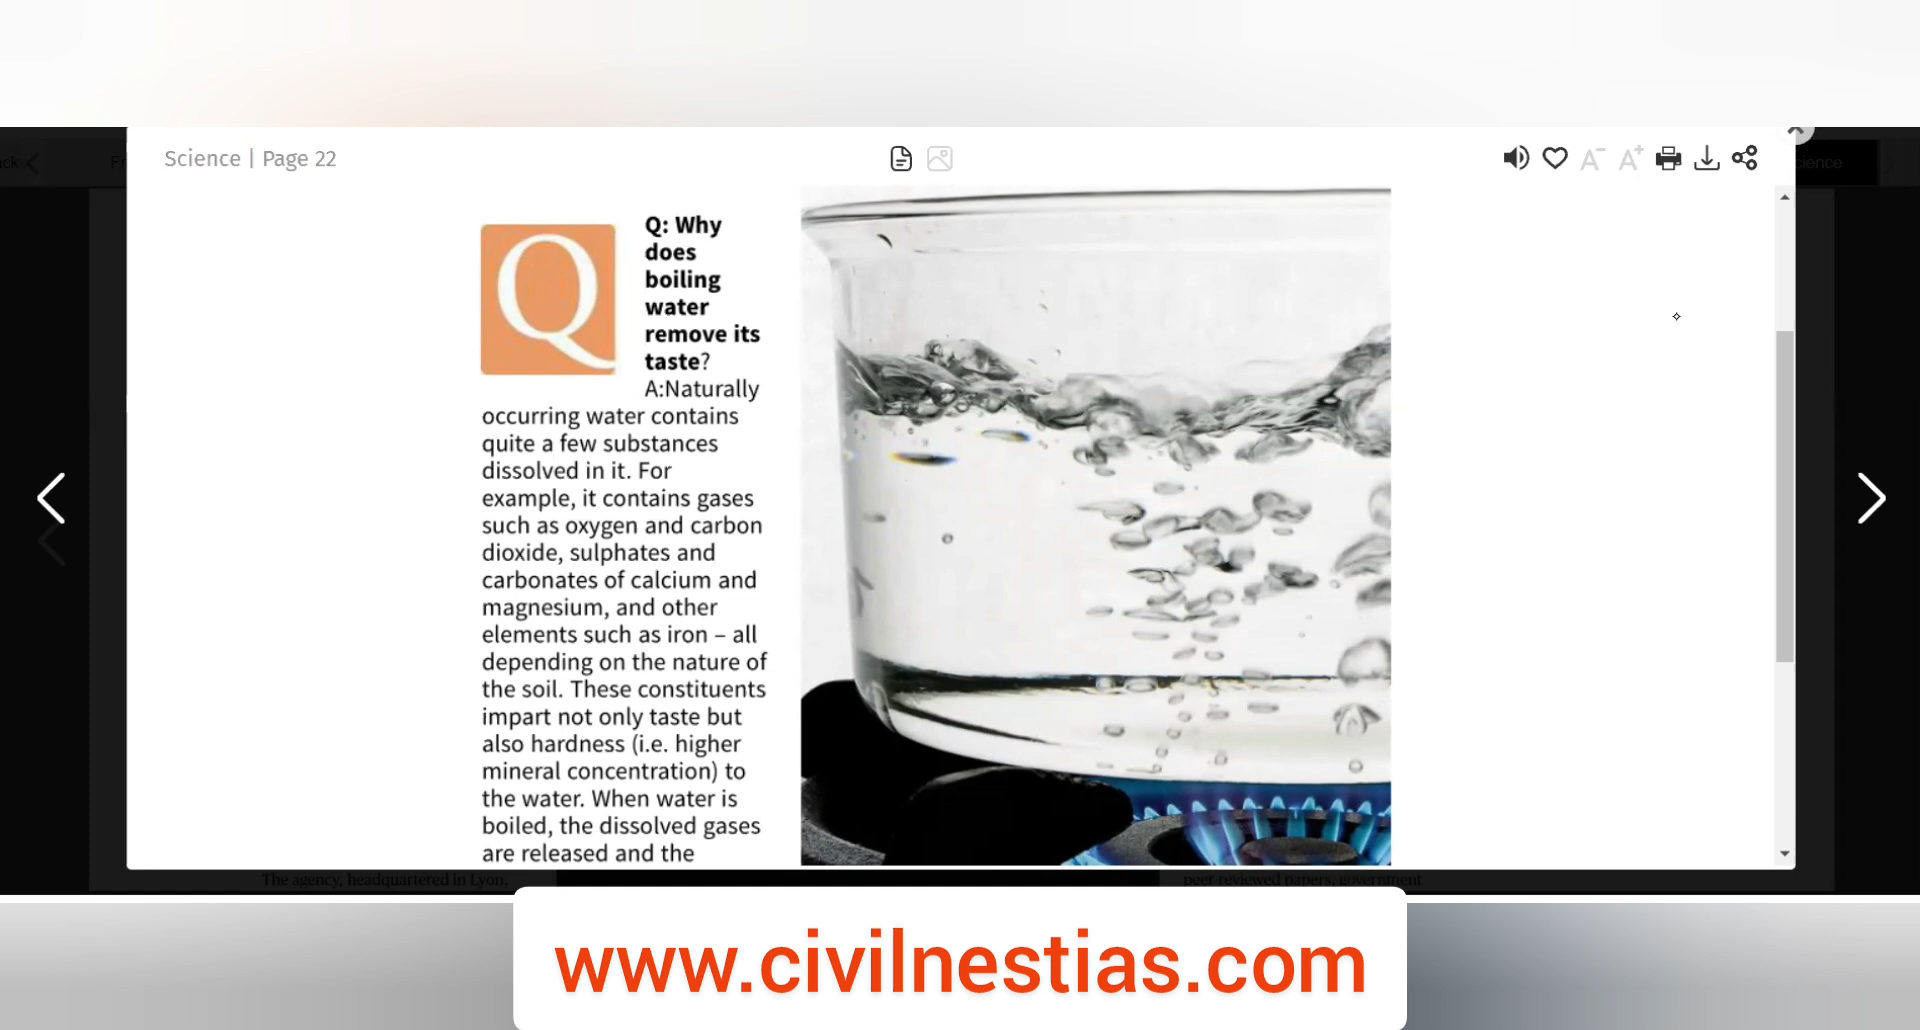 Science | Page 22
A-
A+
Q
Q: Why
does
boiling
water
remove its
taste?
A:Naturally
occurring water contains
quite a few substances
dissolved in it. For
example, it contains gases
such as oxygen and carbon
dioxide, sulphates and
carbonates of calcium and
magnesium, and other
elements such as iron – all
depending on the nature of
the soil. These constituents
impart not only taste but
also hardness (i.e. higher
mineral concentration) to
the water. When water is
boiled, the dissolved gases
are released and the
The agency, headquartered in Lyon,
peer-reviewed papers, government
www.civilnestias.com